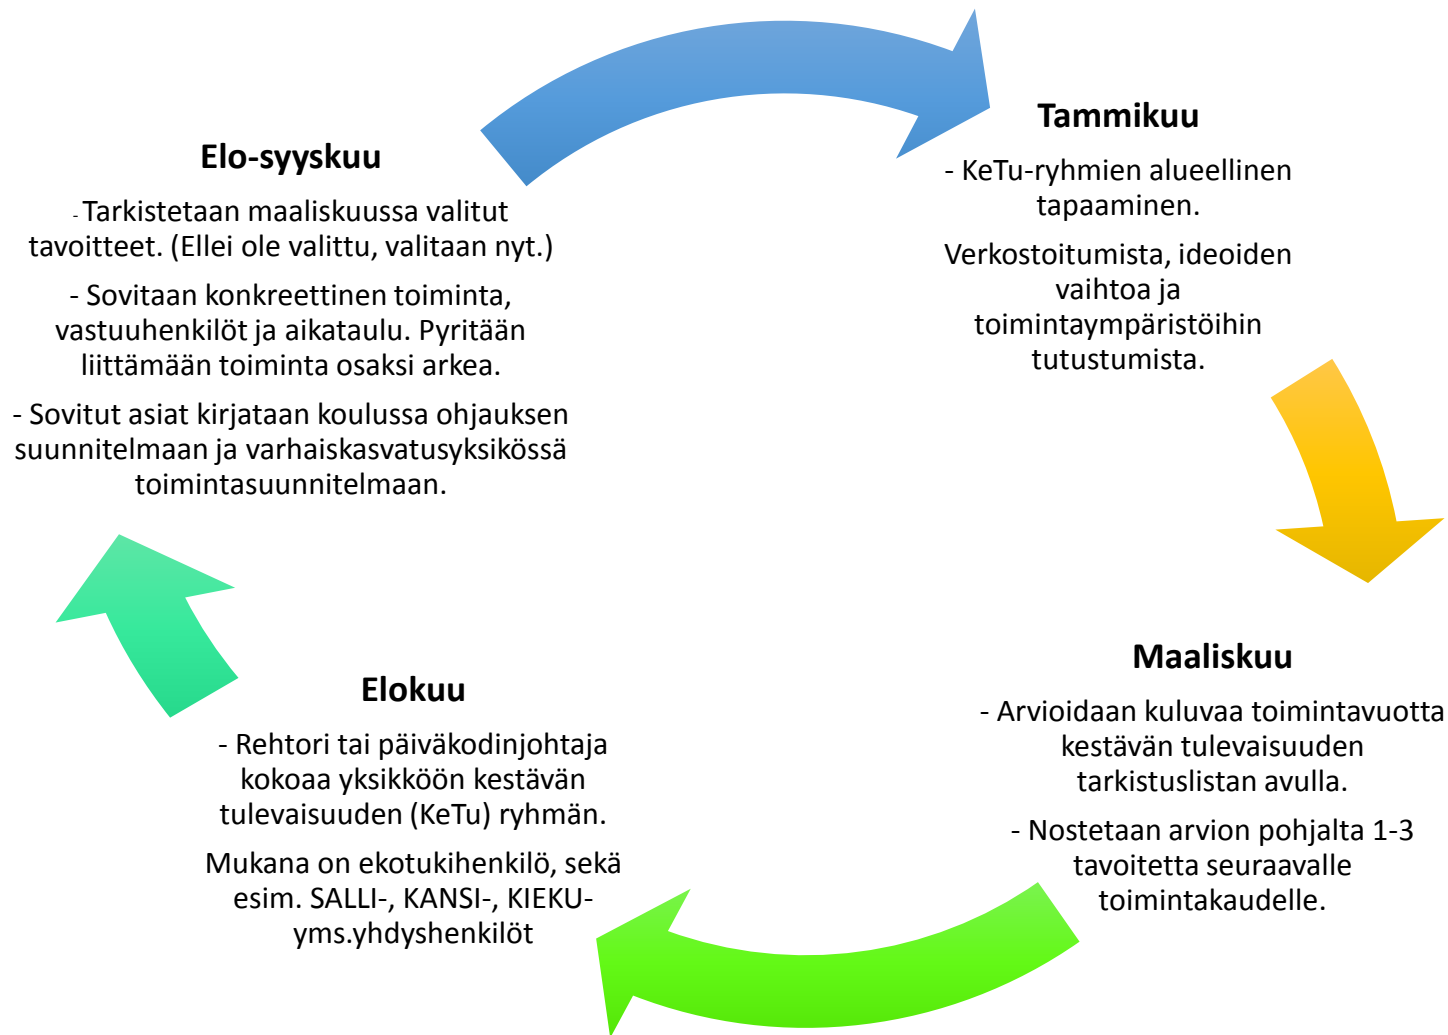 Elo-syyskuu
- Tarkistetaan maaliskuussa valitut
tavoitteet. (Ellei ole valittu, valitaan nyt.)
- Sovitaan konkreettinen toiminta,
vastuuhenkilöt ja aikataulu. Pyritään
liittämään toiminta osaksi arkea.
- Sovitut asiat kirjataan koulussa ohjauksen
suunnitelmaan ja varhaiskasvatusyksikössä
toimintasuunnitelmaan.
Tammikuu
- KeTu-ryhmien alueellinen
tapaaminen.
Verkostoitumista, ideoiden
vaihtoa ja
toimintaympäristöihin
tutustumista.
Maaliskuu
- Arvioidaan kuluvaa toimintavuotta
kestävän tulevaisuuden
tarkistuslistan avulla.
- Nostetaan arvion pohjalta 1-3
tavoitetta seuraavalle
toimintakaudelle.
Elokuu
- Rehtori tai päiväkodinjohtaja
kokoaa yksikköön kestävän
tulevaisuuden (KeTu) ryhmän.
Mukana on ekotukihenkilö, sekä
esim. SALLI-, KANSI-, KIEKU-
yms.yhdyshenkilöt